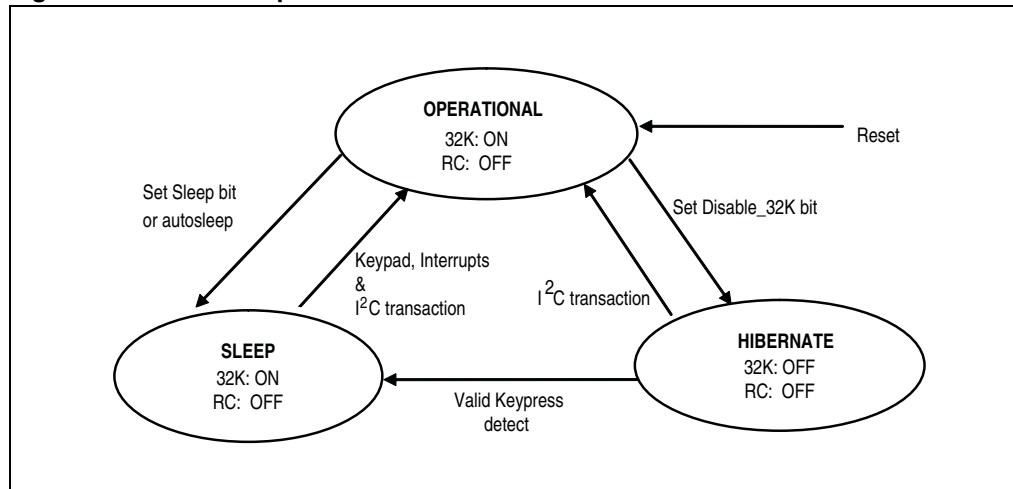 OPERATIONAL
32K: ON
RC: OFF
Reset
Set Sleep bit
or autosleep
Set Disable_32K bit
Keypad, Interrupts
&
I²C transaction
I²C transaction
SLEEP
32K: ON
RC: OFF
HIBERNATE
32K: OFF
RC: OFF
Valid Keypress
detect